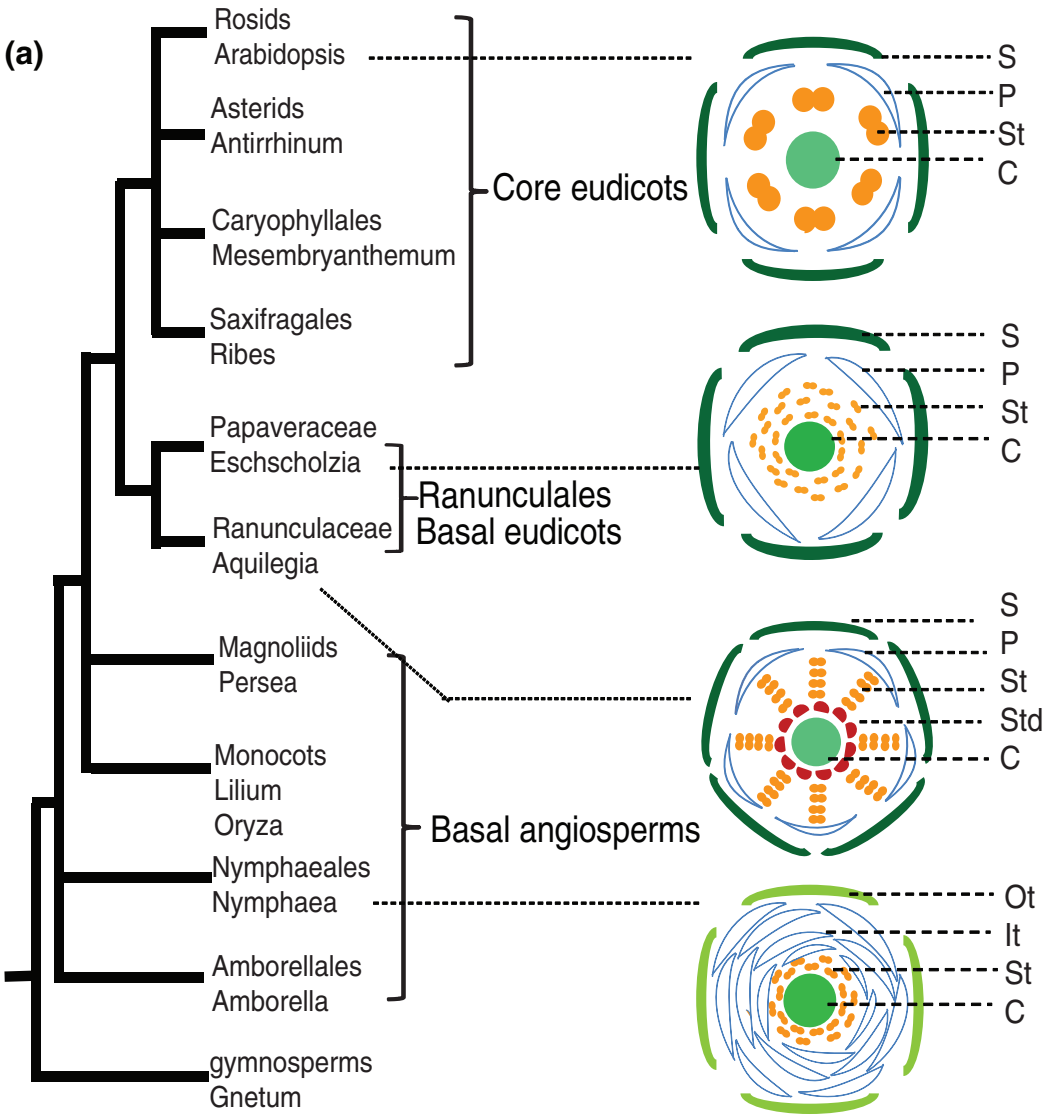 (a)
Rosids
Arabidopsis
Asterids
Antirrhinum
Caryophyllales
Mesembryanthemum
Saxifragales
Ribes
Core eudicots
Papaveraceae
Eschscholzia
Ranunculaceae
Aquilegia
Ranunculales
Basal eudicots
Magnoliids
Persea
Monocots
Lilium
Oryza
Nymphaeales
Nymphaea
Amborellales
Amborella
Basal angiosperms
gymnosperms
Gnetum
S
P
St
C
S
P
St
C
S
P
St
Std
C
Ot
It
St
C